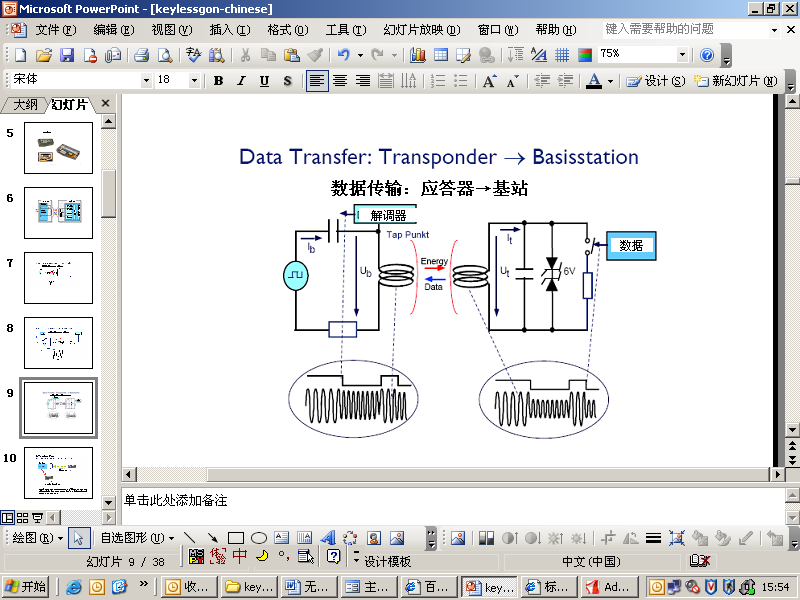 Microsoft PowerPoint - [keylessgon-chinese]
文件(F) 编辑(E) 视图(V) 插入(I) 格式(O) 工具(T) 幻灯片放映(D) 窗口(W) 帮助(H) 键入需要帮助的问题
75%
宋体 18 B I U S A A A 设计(S) 新幻灯片(N)
大纲 幻灯片
5
6
7
8
9
10
Data Transfer: Transponder → Basisstation
数据传输：应答器→基站
解调器
Tap Punkt
Ib
Ub
Energy
Data
It
Ut
6V
数据
单击此处添加备注
绘图(R) 自选图形(U)
幻灯片 9 / 38 中 设计模板 中文(中国)
开始 收... key... 无... 主... 百... key... 标... Ad... 15:54